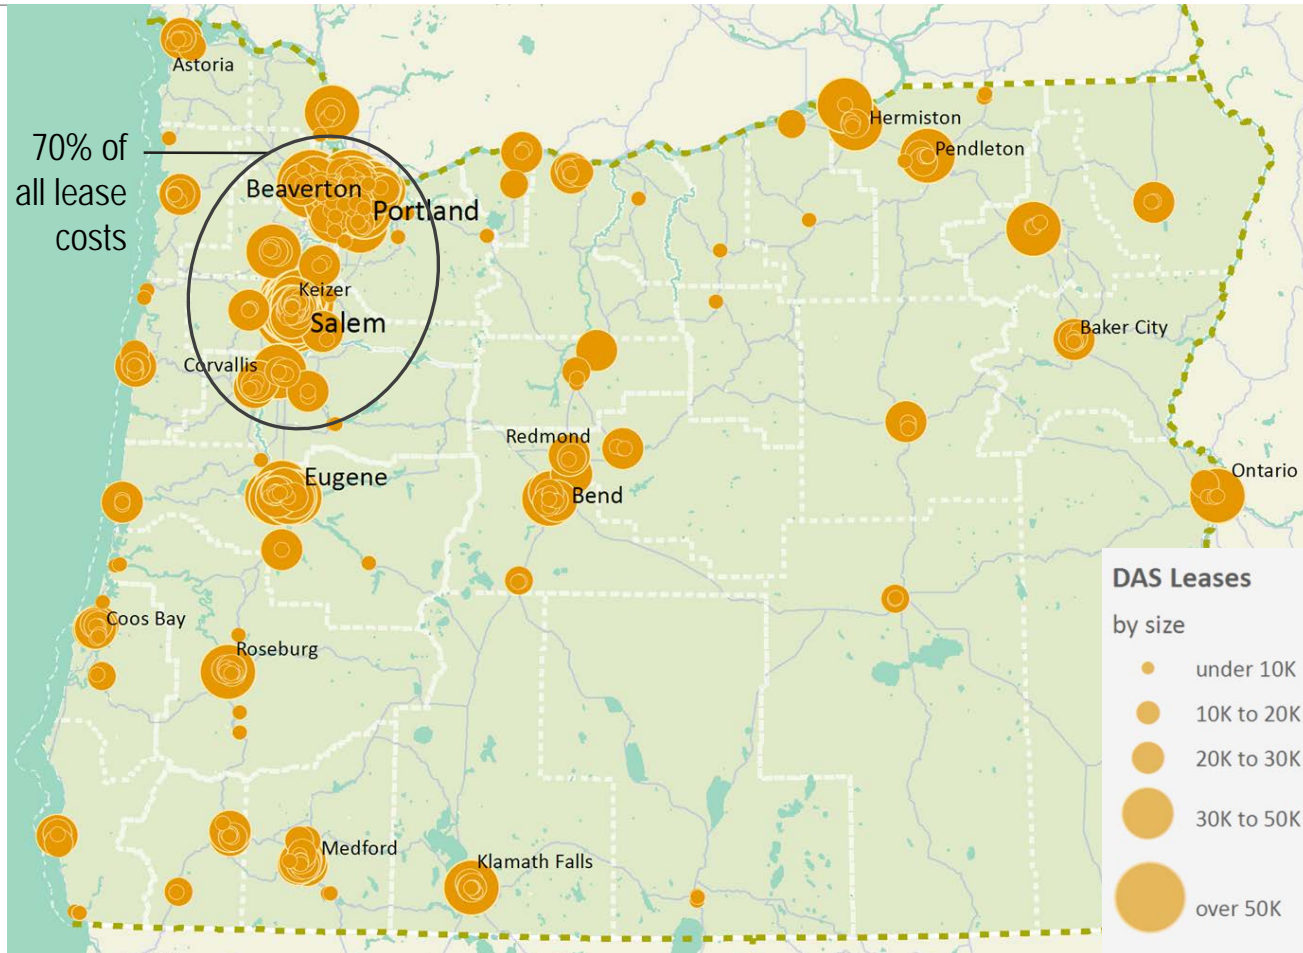 Astoria
70% of
all lease
costs
Hermiston
Pendleton
Beaverton
Portland
Keizer
Salem
Baker City
Corvallis
Redmond
Eugene
Bend
Ontario
Coos Bay
Roseburg
Medford
Klamath Falls
DAS Leases
by size
under 10K
10K to 20K
20K to 30K
30K to 50K
over 50K